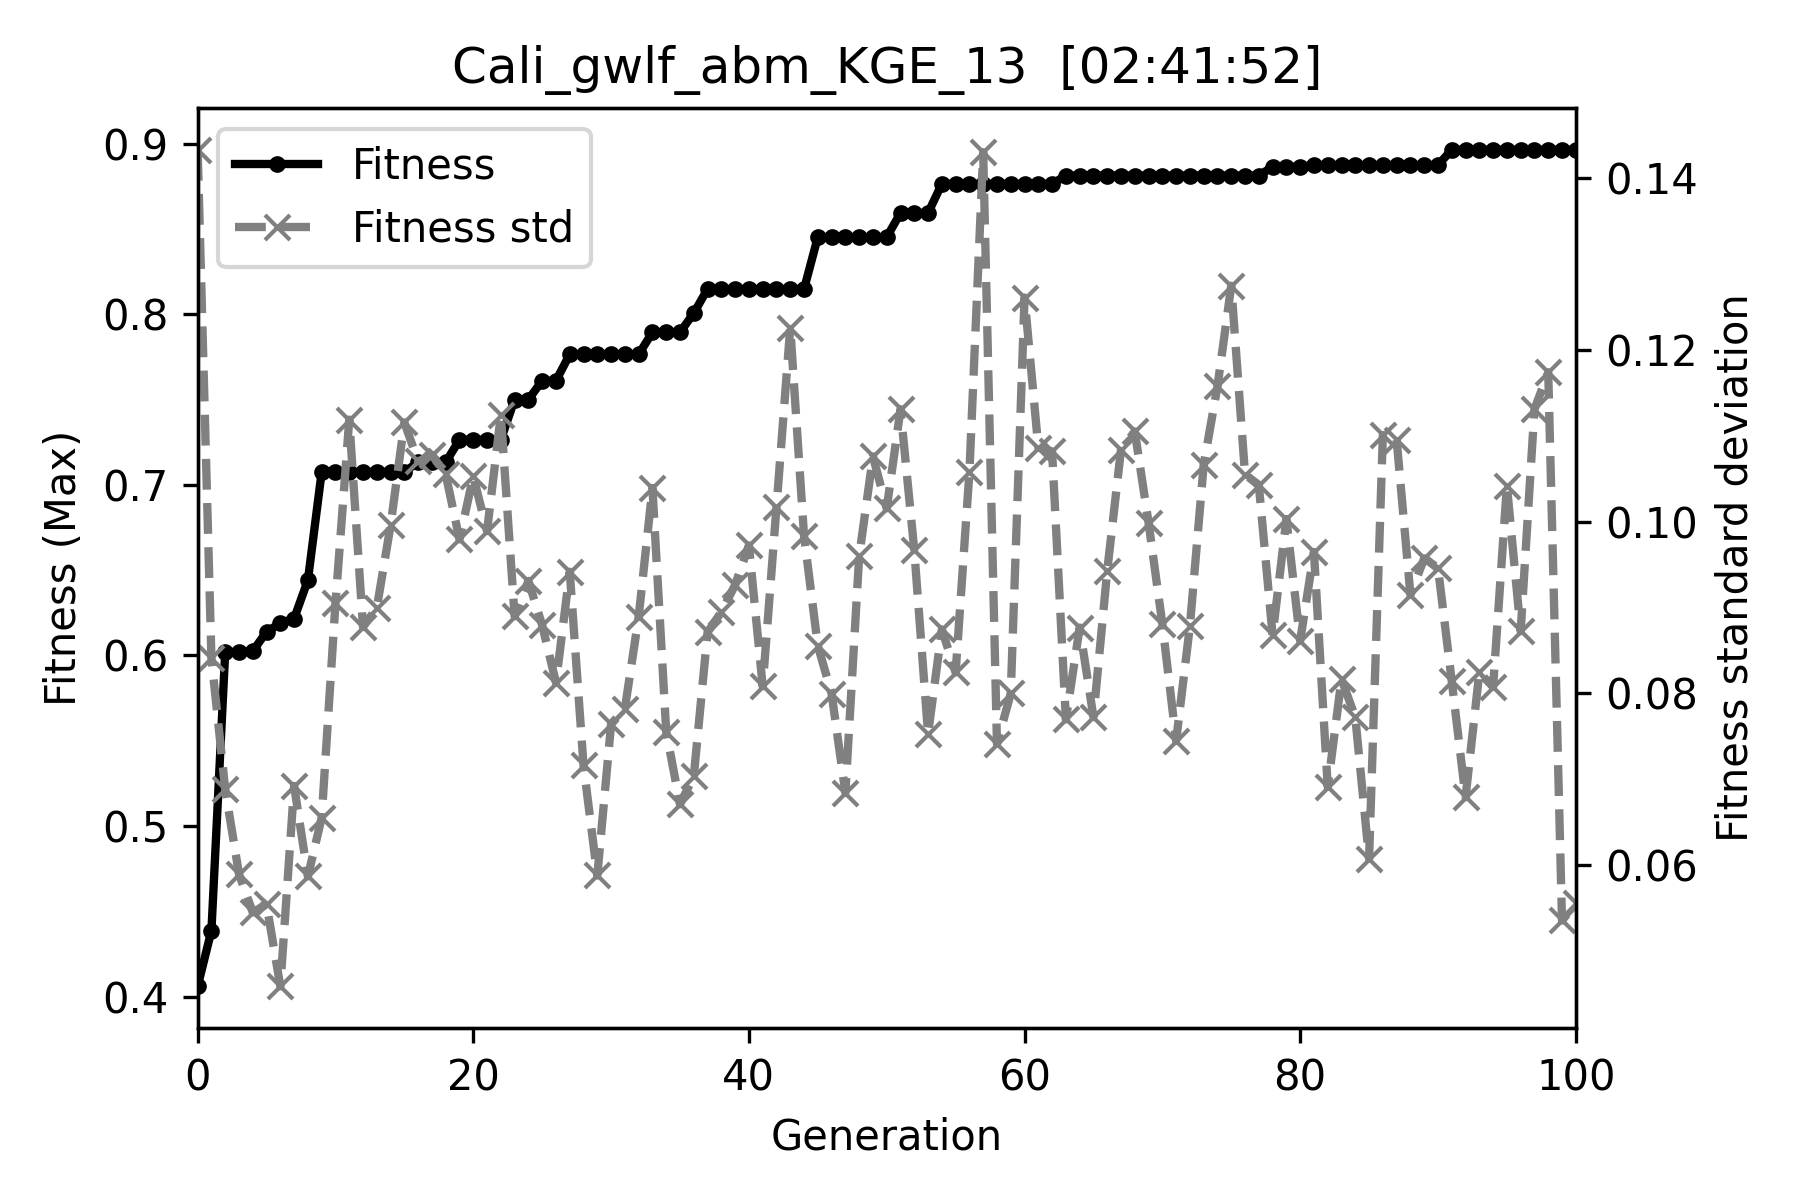 Cali_gwlf_abm_KGE_13 [02:41:52]
Fitness
Fitness std
0.9
0.8
0.7
0.6
0.5
0.4
Fitness (Max)
0.14
0.12
0.10
0.08
0.06
Fitness standard deviation
0 20 40 60 80 100
Generation